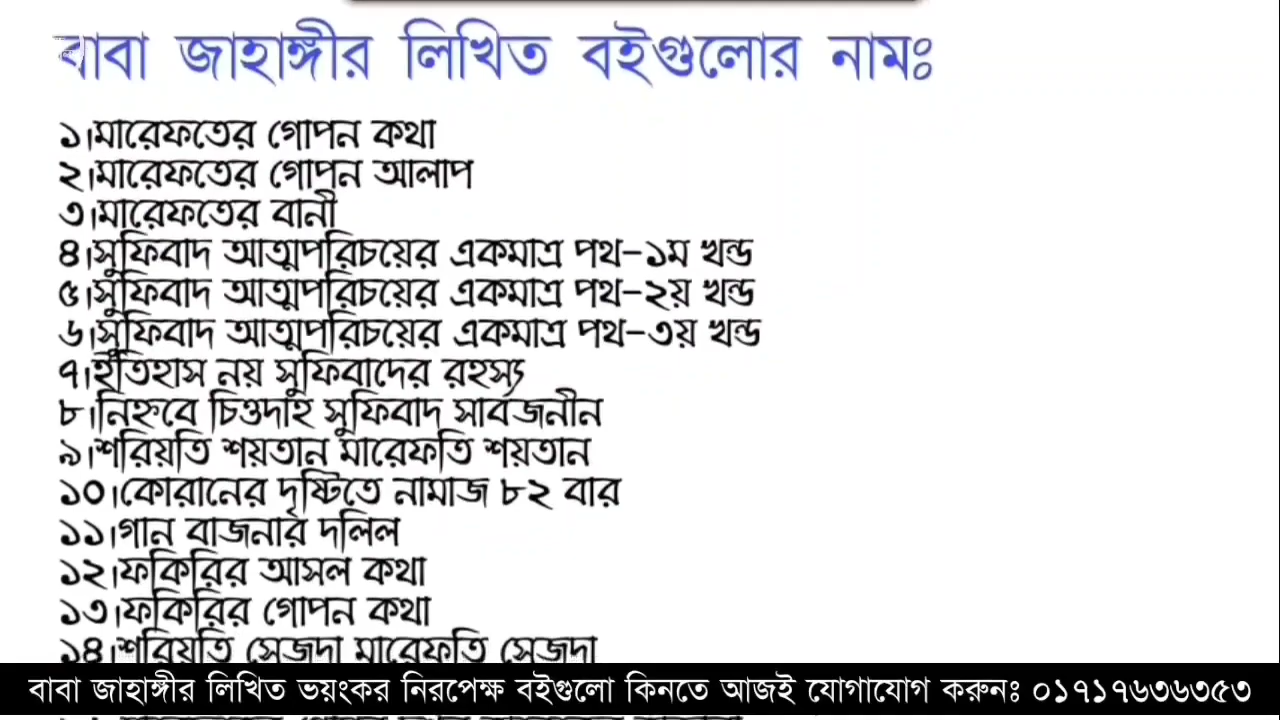 বাবা জাহাঙ্গীর লিখিত বইগুলোর নামঃ
১।মারেফতের গোপন কথা
২।মারেফতের গোপন আলাপ
৩।মারেফতের বানী
৪।সুফিবাদ আত্মপরিচয়ের একমাত্র পথ-১ম খন্ড
৫।সুফিবাদ আত্মপরিচয়ের একমাত্র পথ-২য় খন্ড
৬।সুফিবাদ আত্মপরিচয়ের একমাত্র পথ-৩য় খন্ড
৭।ইতিহাস নয় সুফিবাদের রহস্য
৮।নিহ্নবে চিত্তদাহ সুফিবাদ সার্বজনীন
৯।শরিয়তি শয়তান মারেফতি শয়তান
১০।কোরানের দৃষ্টিতে নামাজ ৮২ বার
১১।গান বাজনার দলিল
১২।ফকিরির আসল কথা
১৩।ফকিরির গোপন কথা
১৪।শরিয়তি সেজদা মারেফতি সেজদা
বাবা জাহাঙ্গীর লিখিত ভয়ংকর নিরপেক্ষ বইগুলো কিনতে আজই যোগাযোগ করুনঃ ০১৭১৭৬৩৬৩৫৩